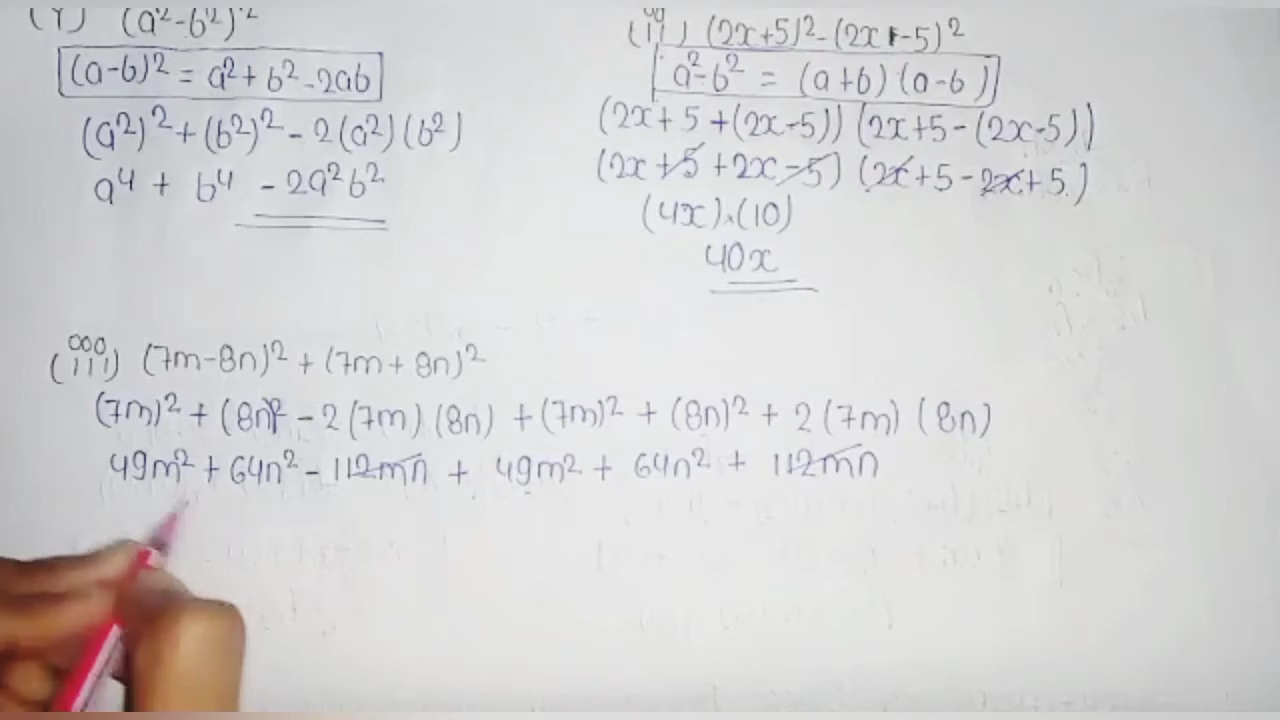 (i) (a²-b²)²
(a-b)² = a² + b² - 2ab
(a²)² + (b²)² - 2(a²)(b²)
a⁴ + b⁴ - 2a²b²
(ii) (2x+5)² - (2x-5)²
a²-b² = (a+b)(a-b)
(2x+5+(2x-5)) (2x+5-(2x-5))
(2x+5+2x-5) (2x+5-2x+5)
(4x).(10)
40x
(iii) (7m-8n)² + (7m+8n)²
(7m)² + (8n)² - 2(7m)(8n) + (7m)² + (8n)² + 2(7m)(8n)
49m² + 64n² - 112mn + 49m² + 64n² + 112mn